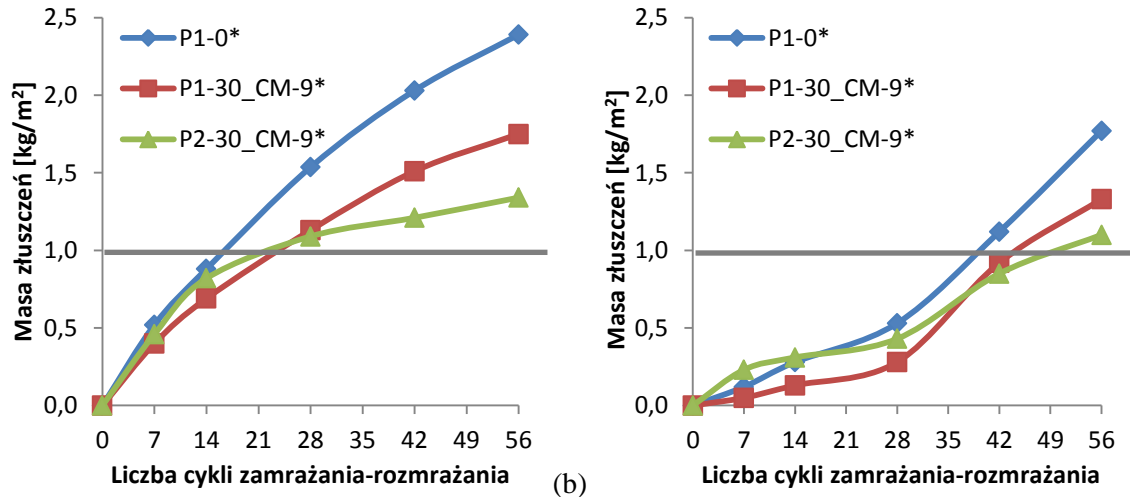 2,5
2,0
1,5
1,0
0,5
0,0
Masa złuszczeń [kg/m²]
P1-0*
P1-30_CM-9*
P2-30_CM-9*
0 7 14 21 28 35 42 49 56
Liczba cykli zamrażania-rozmrażania
(b)
2,5
2,0
1,5
1,0
0,5
0,0
Masa złuszczeń [kg/m²]
P1-0*
P1-30_CM-9*
P2-30_CM-9*
0 7 14 21 28 35 42 49 56
Liczba cykli zamrażania-rozmrażania